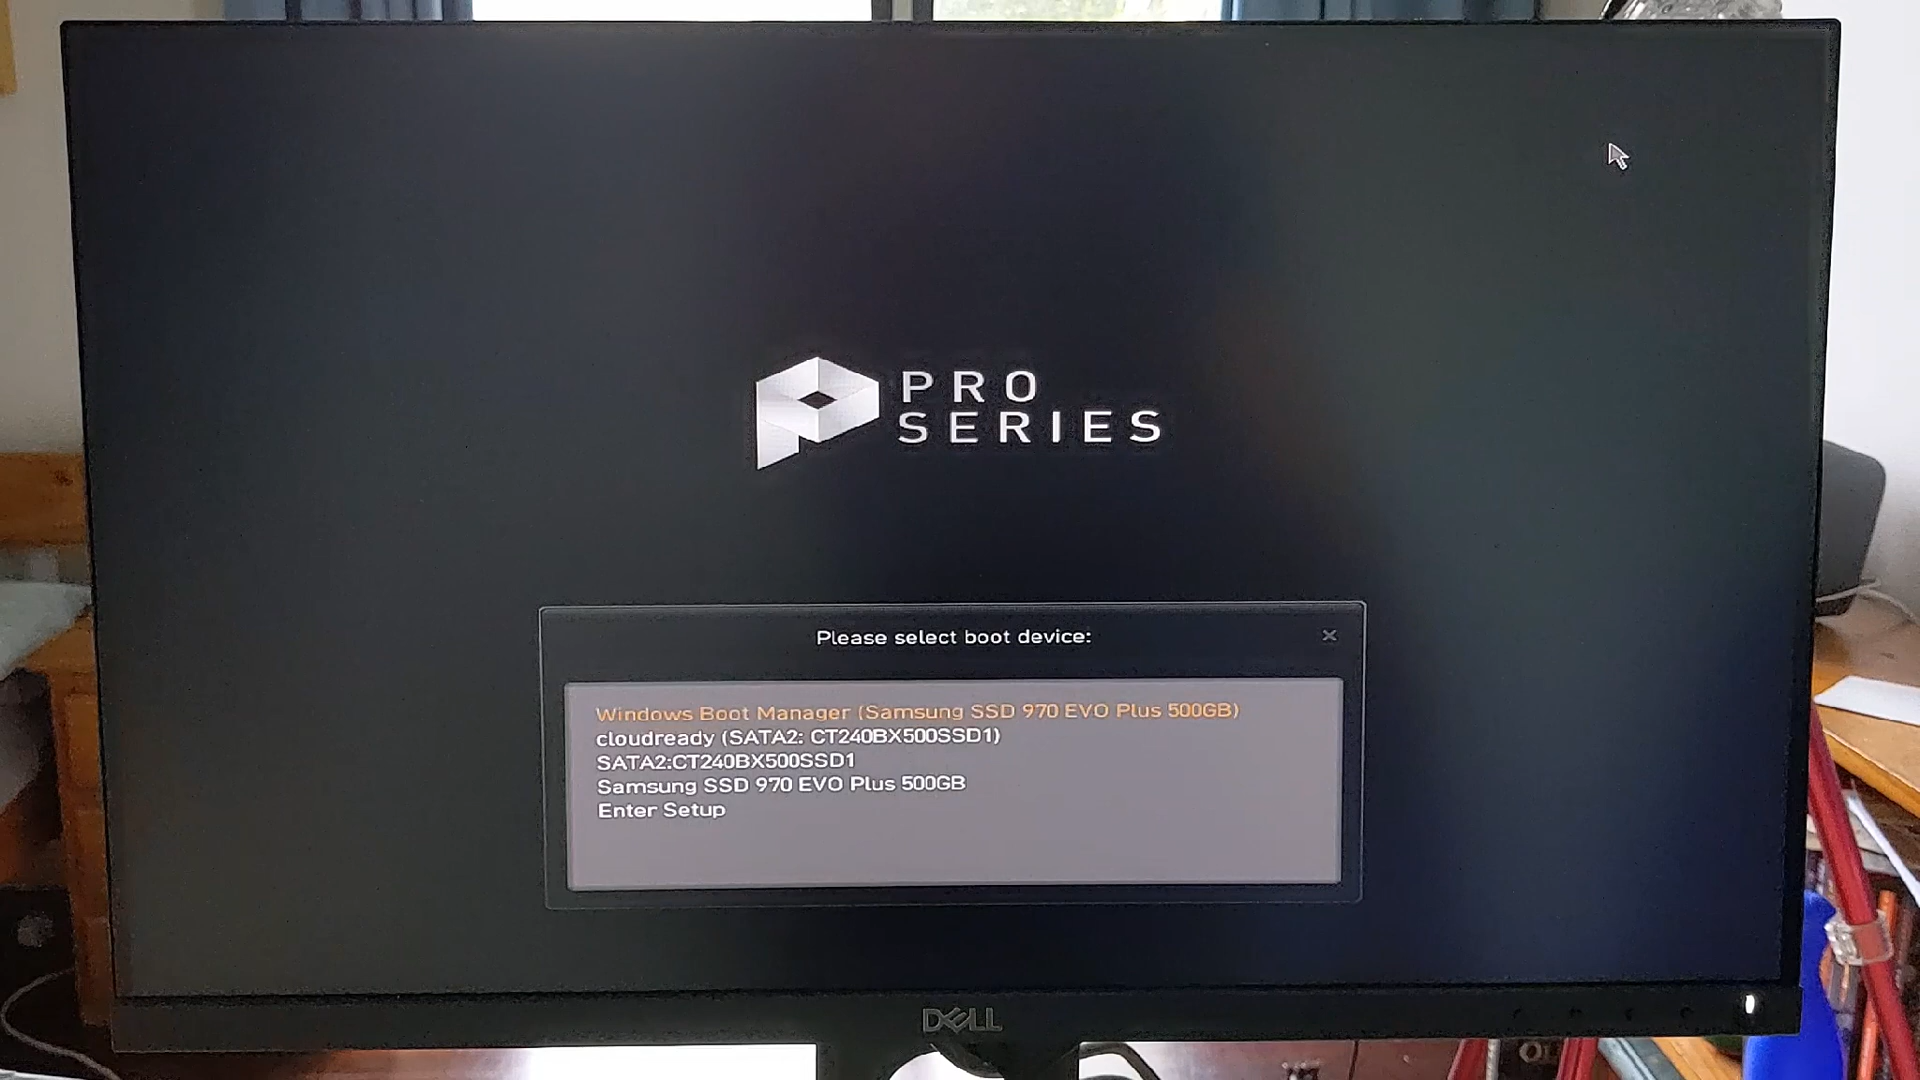 PRO
SERIES
Please select boot device:
Windows Boot Manager (Samsung SSD 970 EVO Plus 500GB)
cloudready (SATA2: CT240BX500SSD1)
SATA2:CT240BX500SSD1
Samsung SSD 970 EVO Plus 500GB
Enter Setup
DELL